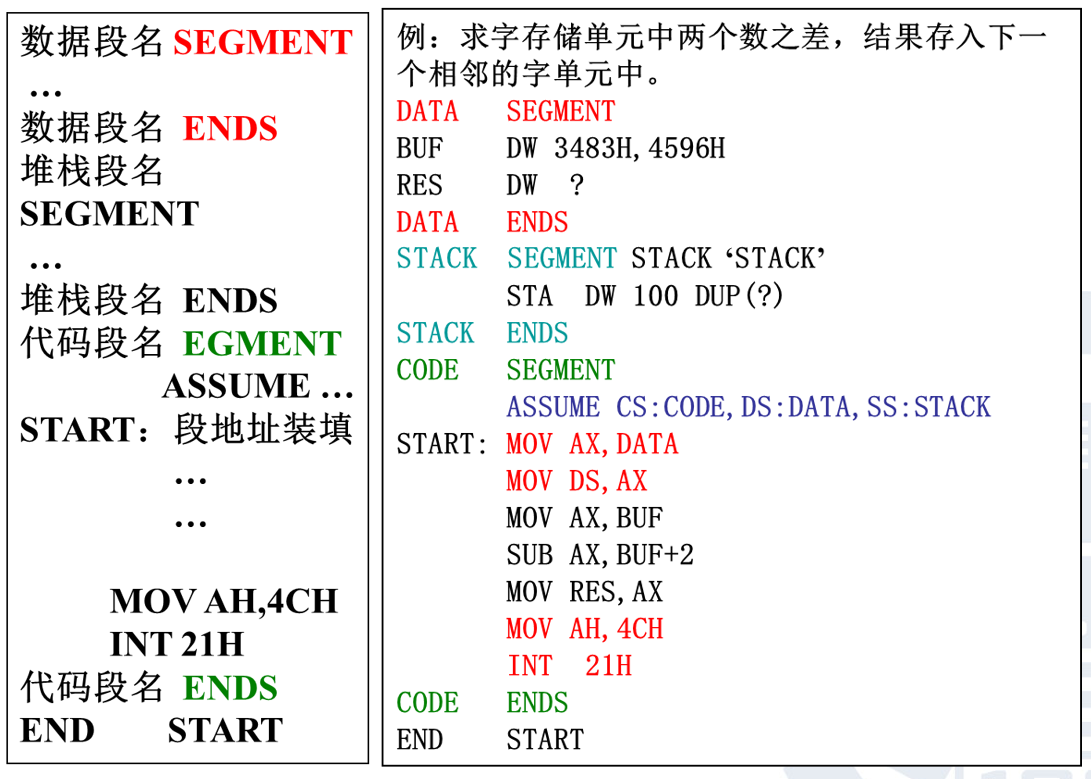 数据段名 SEGMENT
…
数据段名 ENDS
堆栈段名
SEGMENT
…
堆栈段名 ENDS
代码段名 EGMENT
ASSUME …
START：段地址装填
…
…
MOV AH,4CH
INT 21H
代码段名 ENDS
END START
例：求字存储单元中两个数之差，结果存入下一
个相邻的字单元中。
DATA SEGMENT
BUF DW 3483H,4596H
RES DW ?
DATA ENDS
STACK SEGMENT STACK ‘STACK’
STA DW 100 DUP(?)
STACK ENDS
CODE SEGMENT
ASSUME CS:CODE,DS:DATA,SS:STACK
START: MOV AX,DATA
MOV DS,AX
MOV AX,BUF
SUB AX,BUF+2
MOV RES,AX
MOV AH,4CH
INT 21H
CODE ENDS
END START